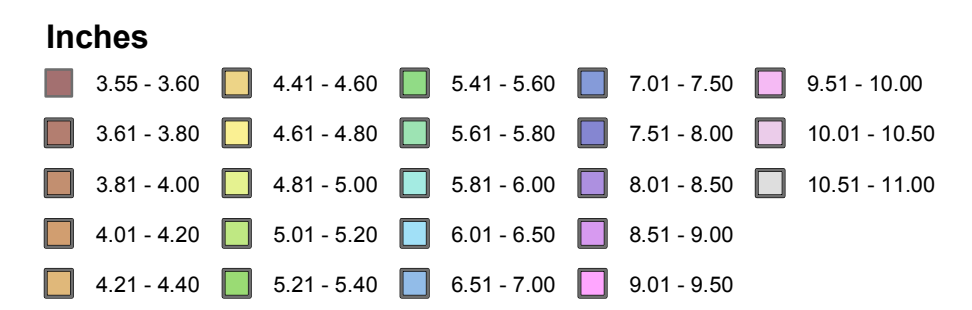 Inches
3.55 - 3.60 4.41 - 4.60 5.41 - 5.60 7.01 - 7.50 9.51 - 10.00
3.61 - 3.80 4.61 - 4.80 5.61 - 5.80 7.51 - 8.00 10.01 - 10.50
3.81 - 4.00 4.81 - 5.00 5.81 - 6.00 8.01 - 8.50 10.51 - 11.00
4.01 - 4.20 5.01 - 5.20 6.01 - 6.50 8.51 - 9.00
4.21 - 4.40 5.21 - 5.40 6.51 - 7.00 9.01 - 9.50